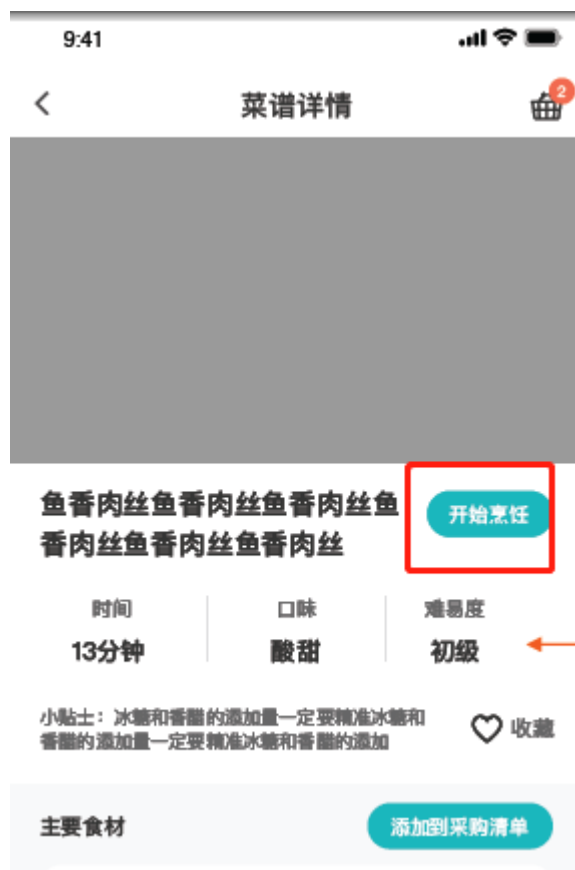 9:41
菜谱详情
2
鱼香肉丝鱼香肉丝鱼香肉丝鱼
香肉丝鱼香肉丝鱼香肉丝
开始烹饪
时间 口味 难易度
13分钟 酸甜 初级
小贴士：冰糖和香醋的添加量一定要精准冰糖和
香醋的添加量一定要精准冰糖和香醋的添加
收藏
主要食材
添加到采购清单